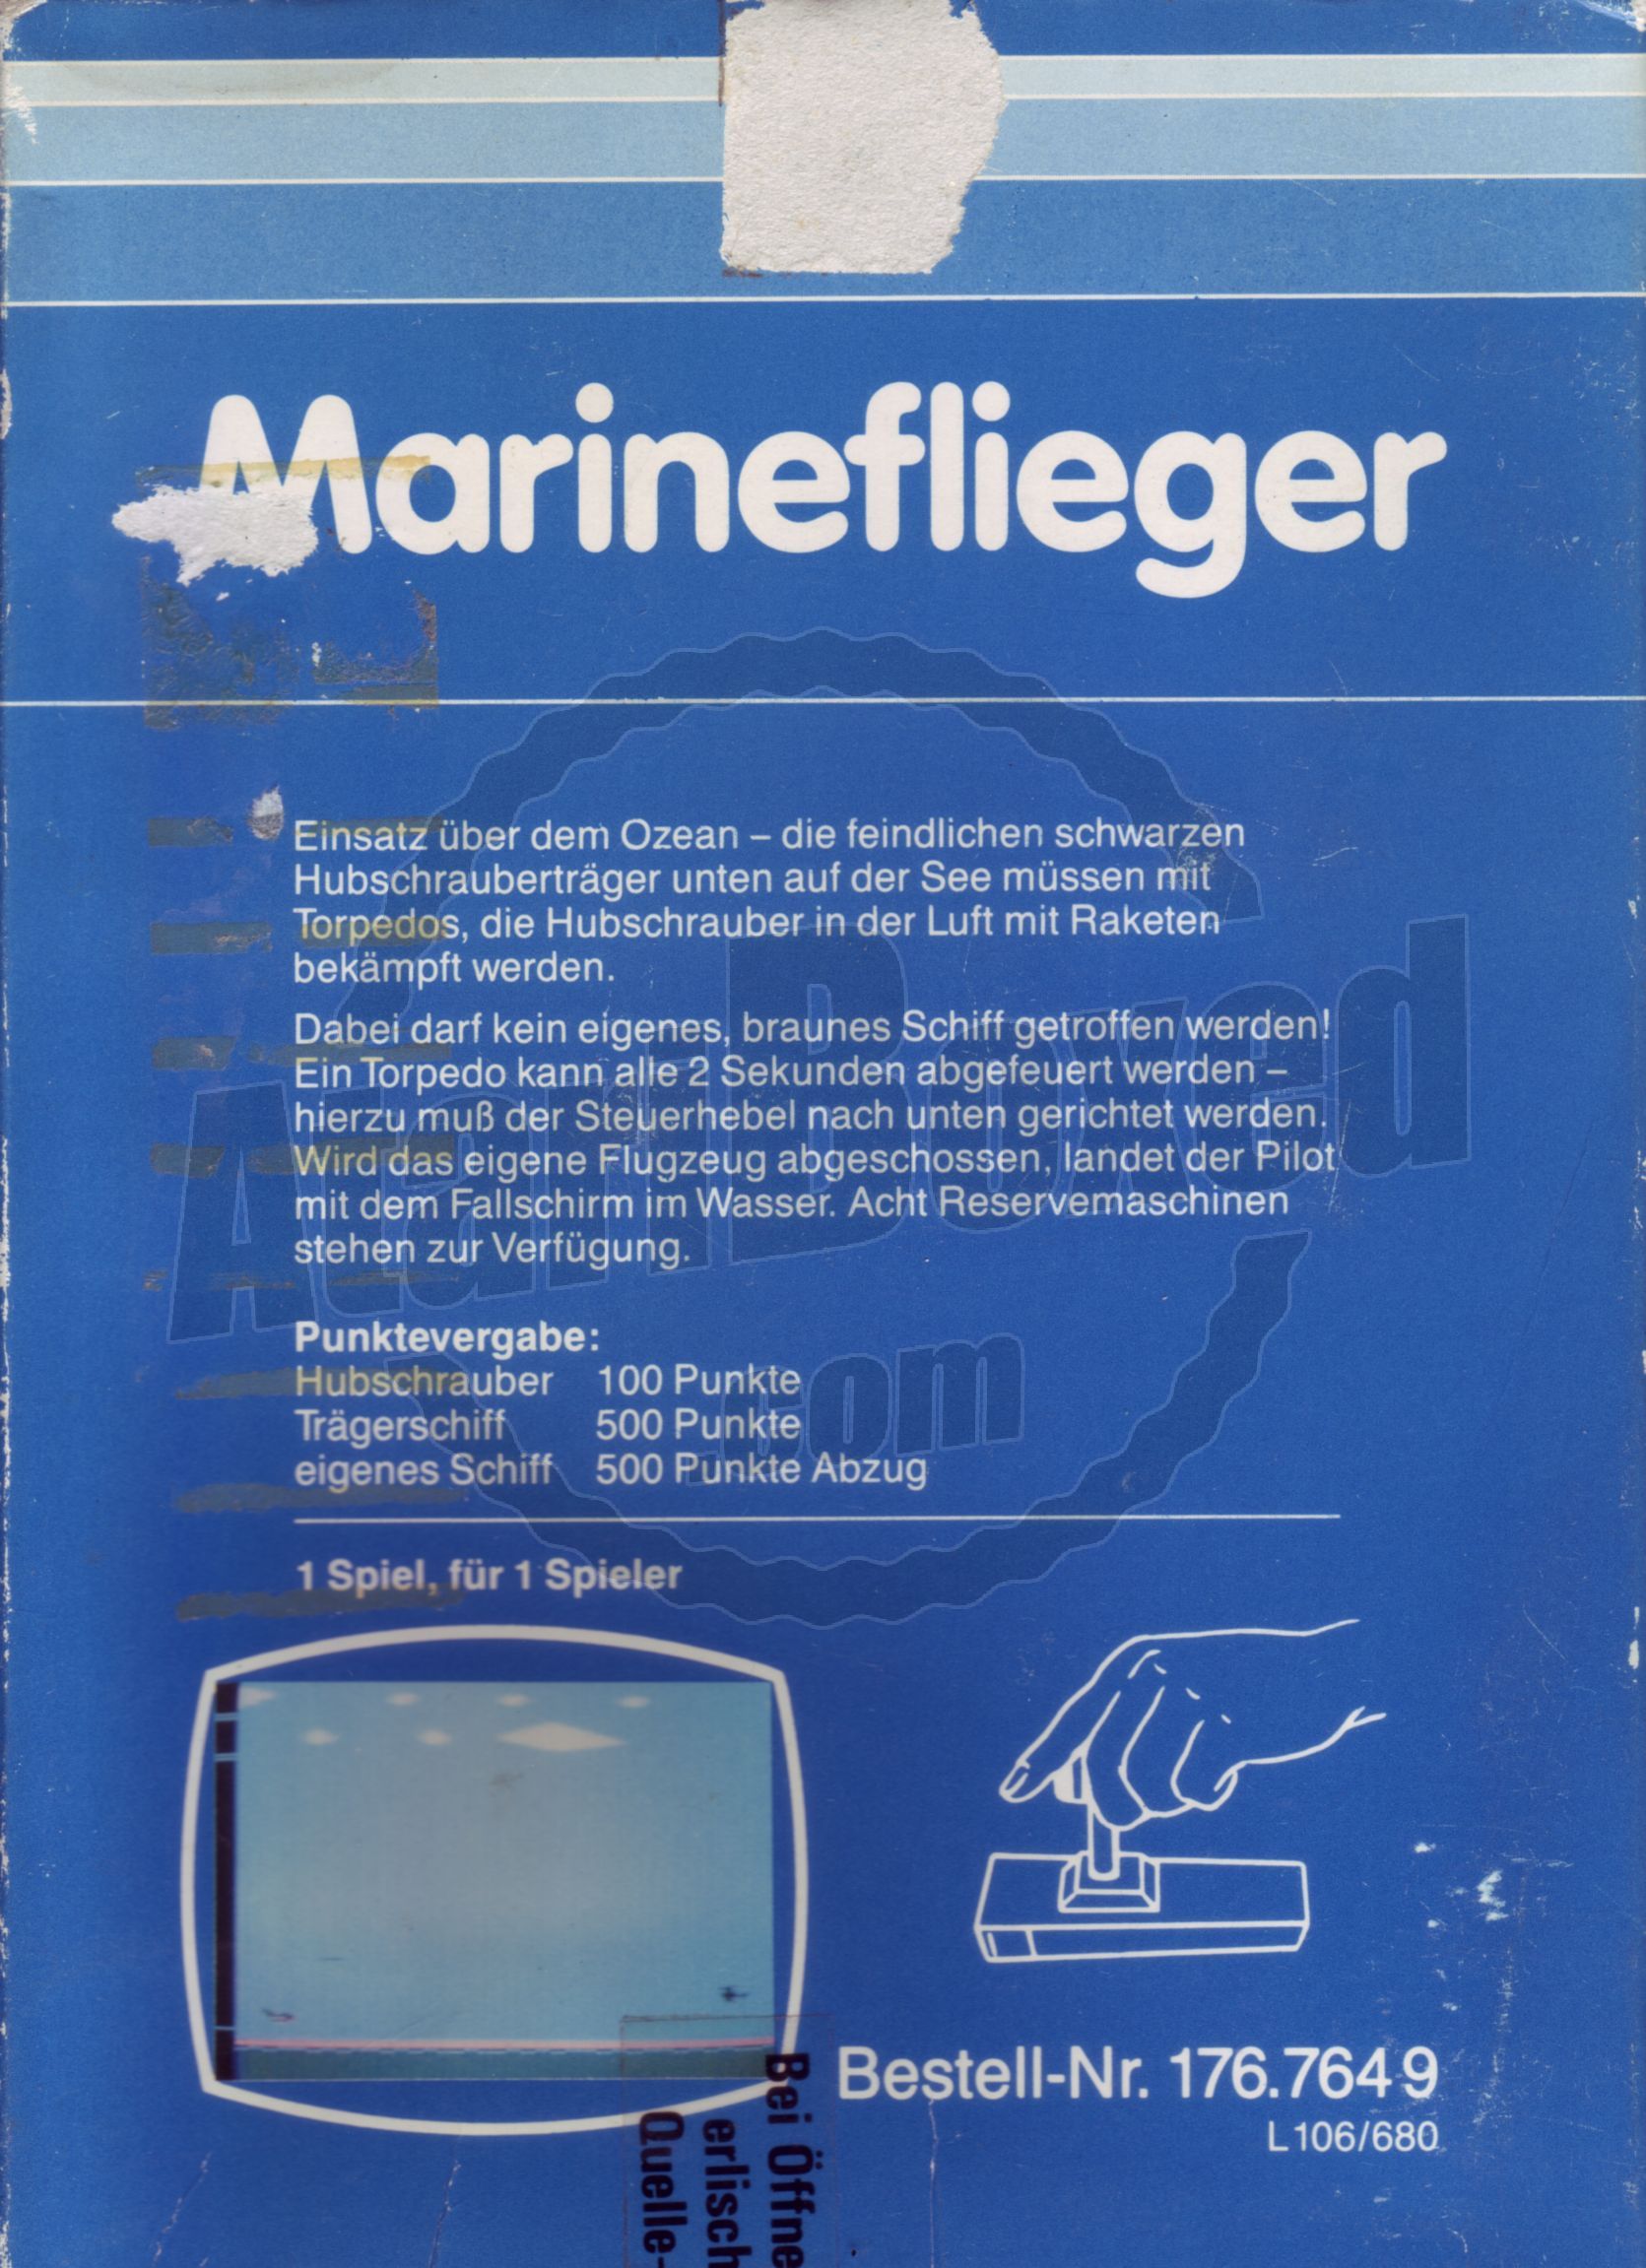 Marineflieger
Einsatz über dem Ozean – die feindlichen schwarzen
Hubschrauberträger unten auf der See müssen mit
Torpedos, die Hubschrauber in der Luft mit Raketen
bekämpft werden.
Dabei darf kein eigenes, braunes Schiff getroffen werden!
Ein Torpedo kann alle 2 Sekunden abgefeuert werden –
hierzu muß der Steuerhebel nach unten gerichtet werden.
Wird das eigene Flugzeug abgeschossen, landet der Pilot
mit dem Fallschirm im Wasser. Acht Reservemaschinen
stehen zur Verfügung.
Punktevergabe:
Hubschrauber 100 Punkte
Trägerschiff 500 Punkte
eigenes Schiff 500 Punkte Abzug
1 Spiel, für 1 Spieler
AtariBoxed
.com
Bestell-Nr. 176.764 9
L 106/680
Bei Öffne
erlisch
Quelle-